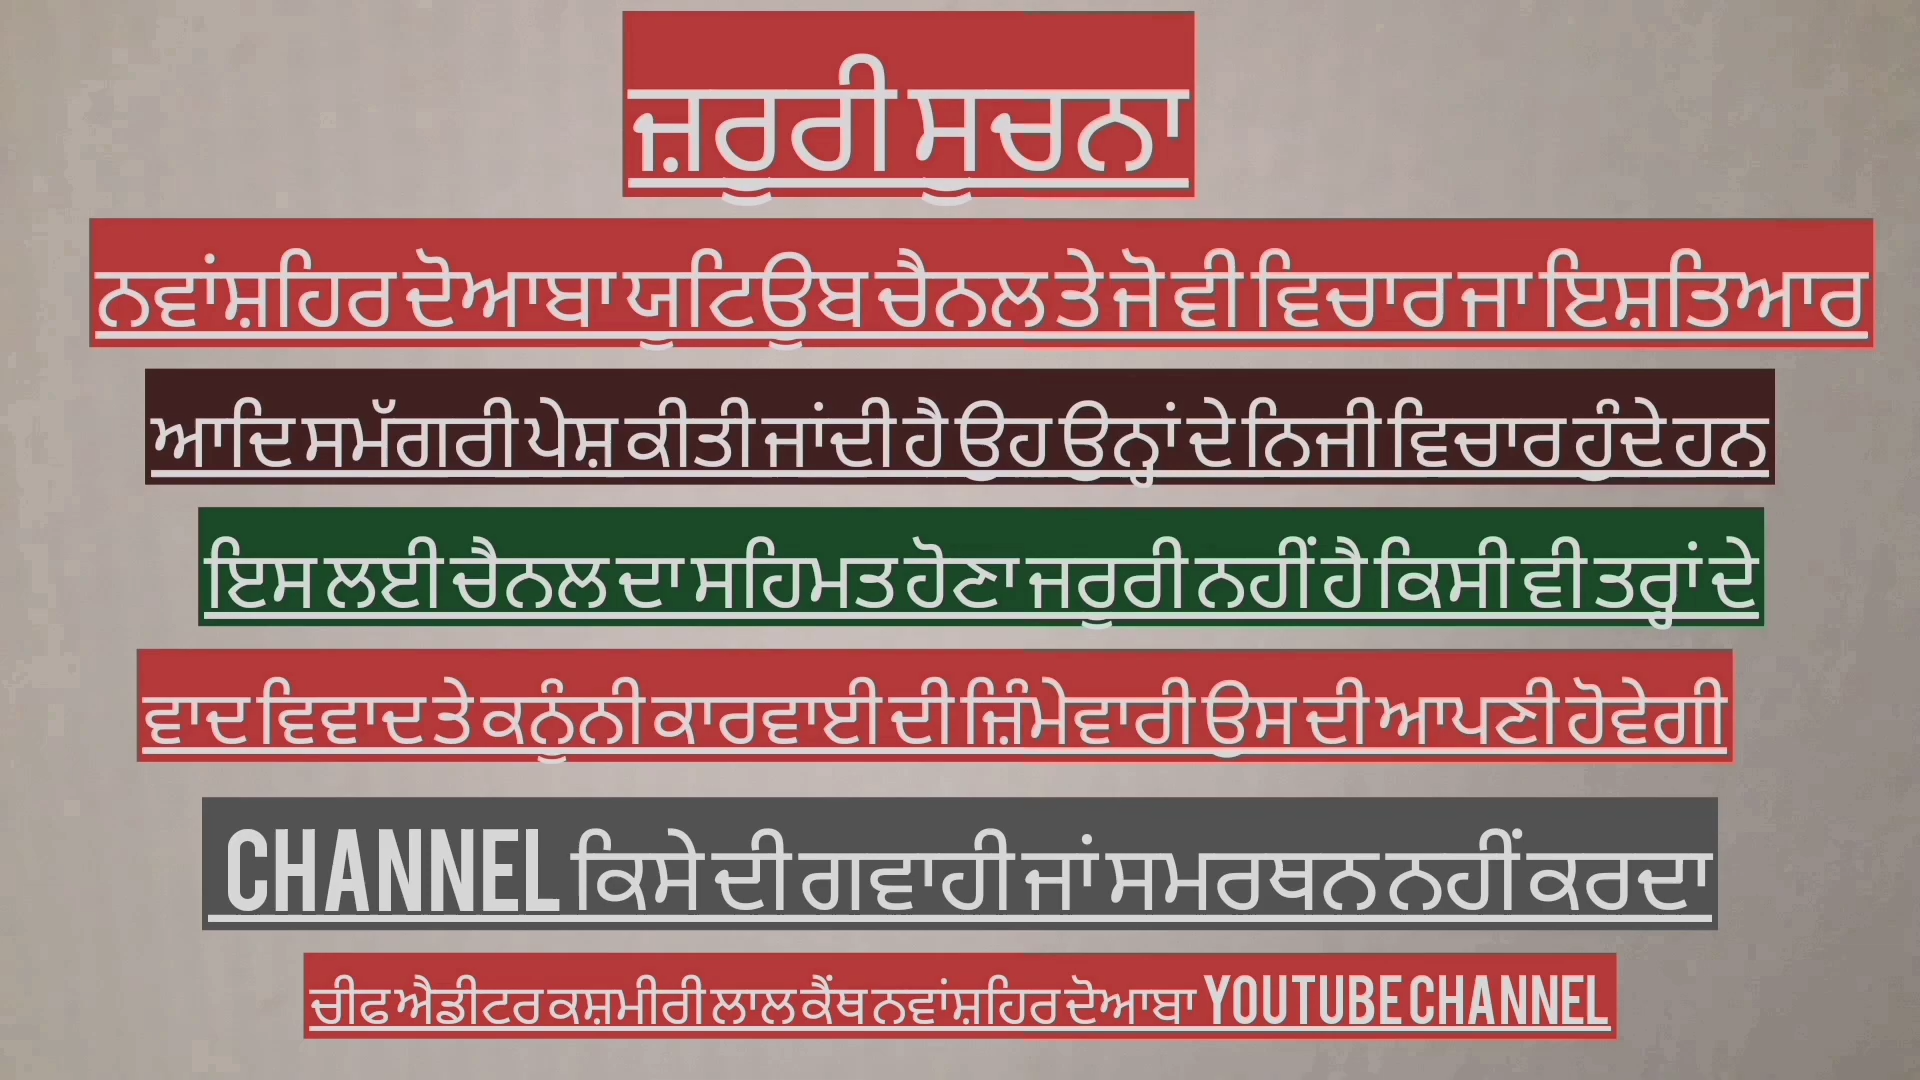 ਜ਼ਰੁਰੀ ਸੁਚਨਾ
ਨਵਾਂਸ਼ਹਿਰ ਦੋਆਬਾ ਯੁਟਿਊਬ ਚੈਨਲ ਤੇ ਜੋ ਵੀ ਵਿਚਾਰ ਜਾ ਇਸ਼ਤਿਆਰ
ਆਦਿ ਸਮੱਗਰੀ ਪੇਸ਼ ਕੀਤੀ ਜਾਂਦੀ ਹੈ ਓਹ ਓਨ੍ਹਾਂ ਦੇ ਨਿਜੀ ਵਿਚਾਰ ਹੁੰਦੇ ਹਨ
ਇਸ ਲਈ ਚੈਨਲ ਦਾ ਸਹਿਮਤ ਹੋਣਾ ਜਰੂਰੀ ਨਹੀਂ ਹੈ ਕਿਸੀ ਵੀ ਤਰ੍ਹਾਂ ਦੇ
ਵਾਦ ਵਿਵਾਦ ਤੇ ਕਨੂੰਨੀ ਕਾਰਵਾਈ ਦੀ ਜ਼ਿੰਮੇਵਾਰੀ ਉਸ ਦੀ ਆਪਣੀ ਹੋਵੇਗੀ
CHANNEL ਕਿਸੇ ਦੀ ਗਵਾਹੀ ਜਾਂ ਸਮਰਥਨ ਨਹੀਂ ਕਰਦਾ
ਚੀਫ ਐਡੀਟਰ ਕਸ਼ਮੀਰੀ ਲਾਲ ਕੈਂਥ ਨਵਾਂਸ਼ਹਿਰ ਦੋਆਬਾ YOUTUBE CHANNEL